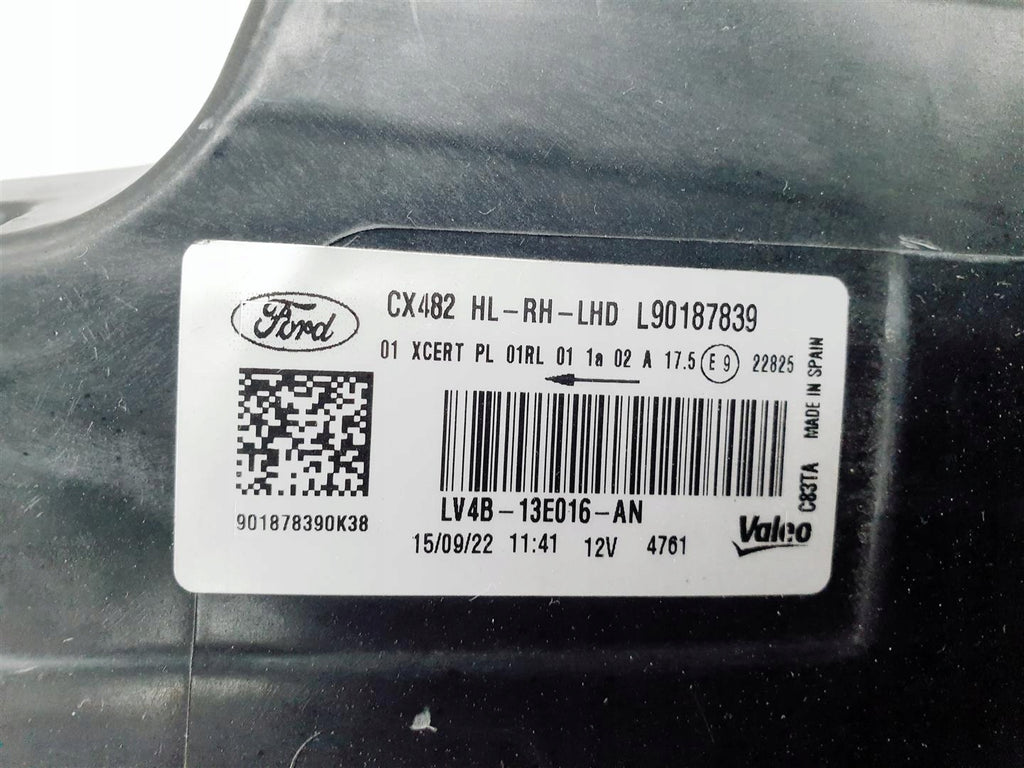 Ford
CX482 HL-RH-LHD L90187839
01 XCERT PL 01RL 01 1a 02 A 17.5 E 9 22825
901878390K38
LV4B-13E016-AN
15/09/22 11:41 12V 4761
Valeo
C83TA MADE IN SPAIN